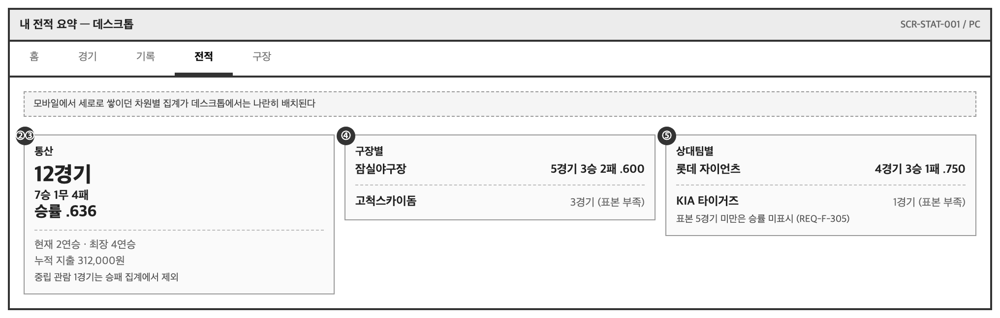 내 전적 요약 — 데스크톱
SCR-STAT-001 / PC
홈 경기 기록 전적 구장
모바일에서 세로로 쌓이던 차원별 집계가 데스크톱에서는 나란히 배치된다
②③
통산
12경기
7승 1무 4패
승률 .636
현재 2연승 · 최장 4연승
누적 지출 312,000원
중립 관람 1경기는 승패 집계에서 제외
④
구장별
잠실야구장 5경기 3승 2패 .600
고척스카이돔 3경기 (표본 부족)
⑤
상대팀별
롯데 자이언츠 4경기 3승 1패 .750
KIA 타이거즈 1경기 (표본 부족)
표본 5경기 미만은 승률 미표시 (REQ-F-305)